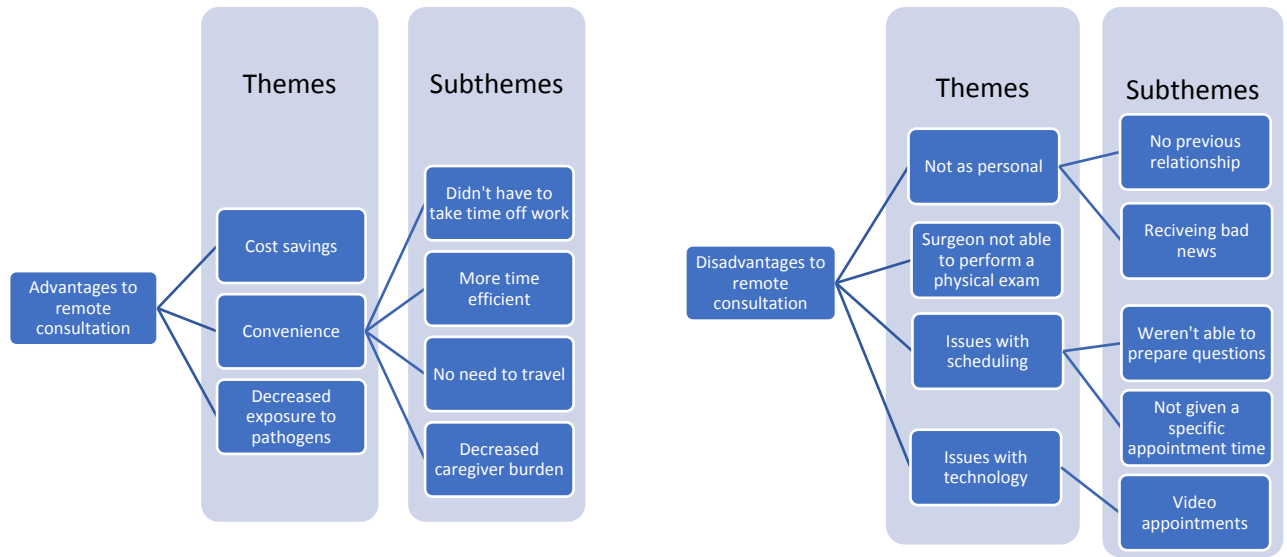 Themes
Subthemes
Advantages to
remote
consultation
Cost savings
Convenience
Decreased
exposure to
pathogens
Didn't have to
take time off work
More time
efficient
No need to travel
Decreased
caregiver burden
Themes
Subthemes
Disadvantages to
remote
consultation
Not as personal
Surgeon not able
to perform a
physical exam
Issues with
scheduling
Issues with
technology
No previous
relationship
Reciveing bad
news
Weren't able to
prepare questions
Not given a
specific
appointment time
Video
appointments